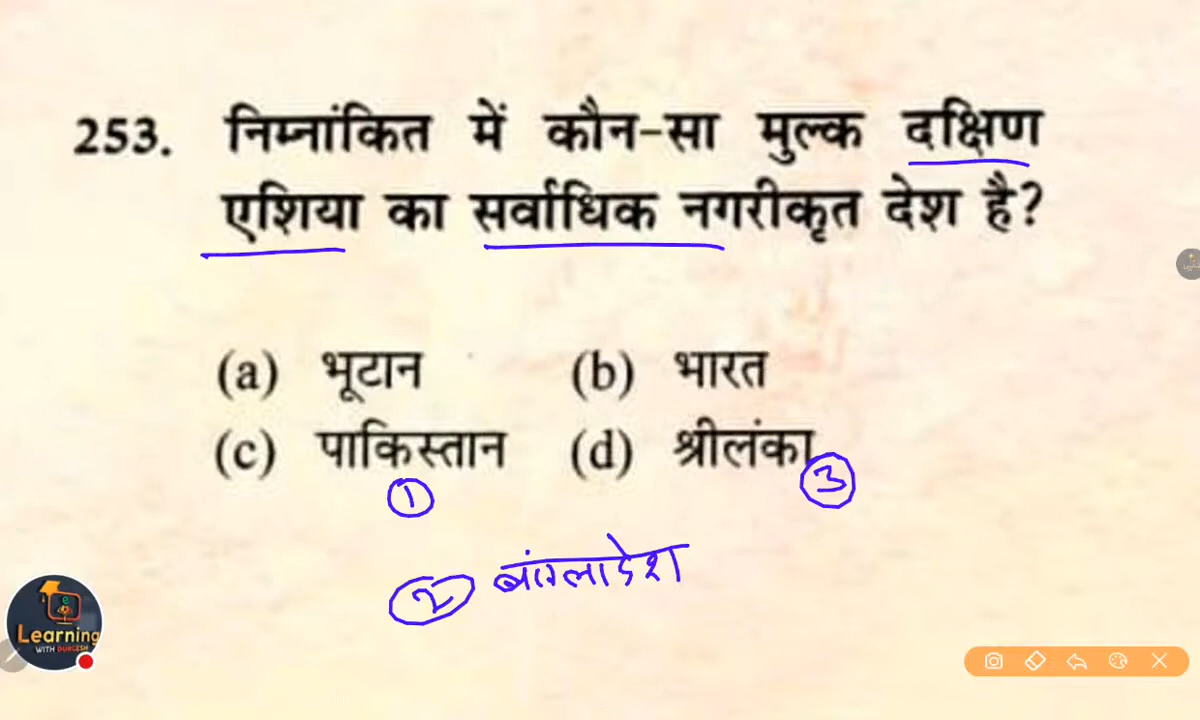 253. निम्नांकित में कौन-सा मुल्क दक्षिण
एशिया का सर्वाधिक नगरीकृत देश है?
(a) भूटान (b) भारत
(c) पाकिस्तान (d) श्रीलंका
1 3
2 बांग्लादेश
Learning
WITH DURGESH